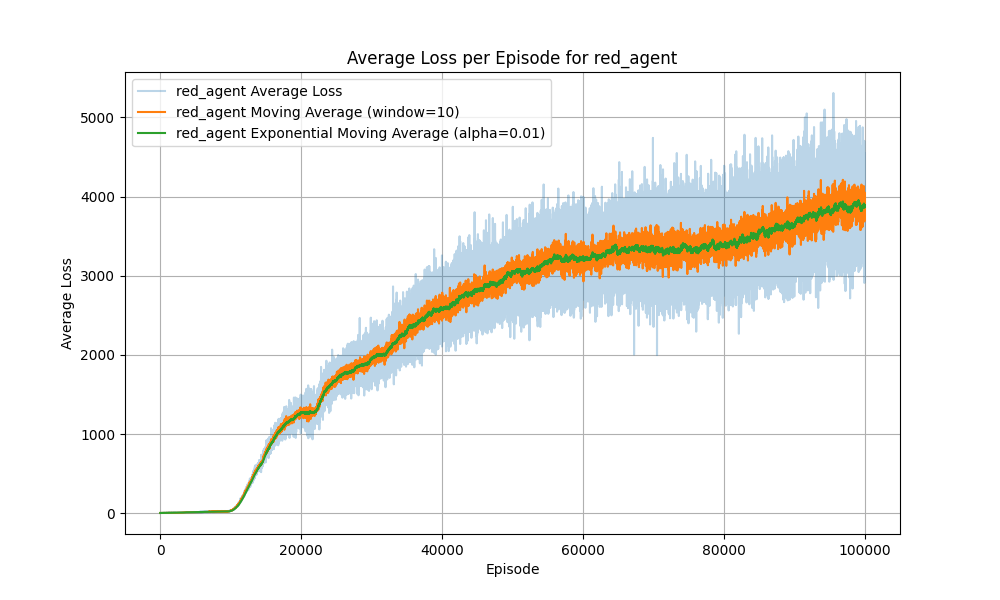 Average Loss per Episode for red_agent
red_agent Average Loss
red_agent Moving Average (window=10)
red_agent Exponential Moving Average (alpha=0.01)
5000
4000
3000
2000
1000
0
Average Loss
0 20000 40000 60000 80000 100000
Episode